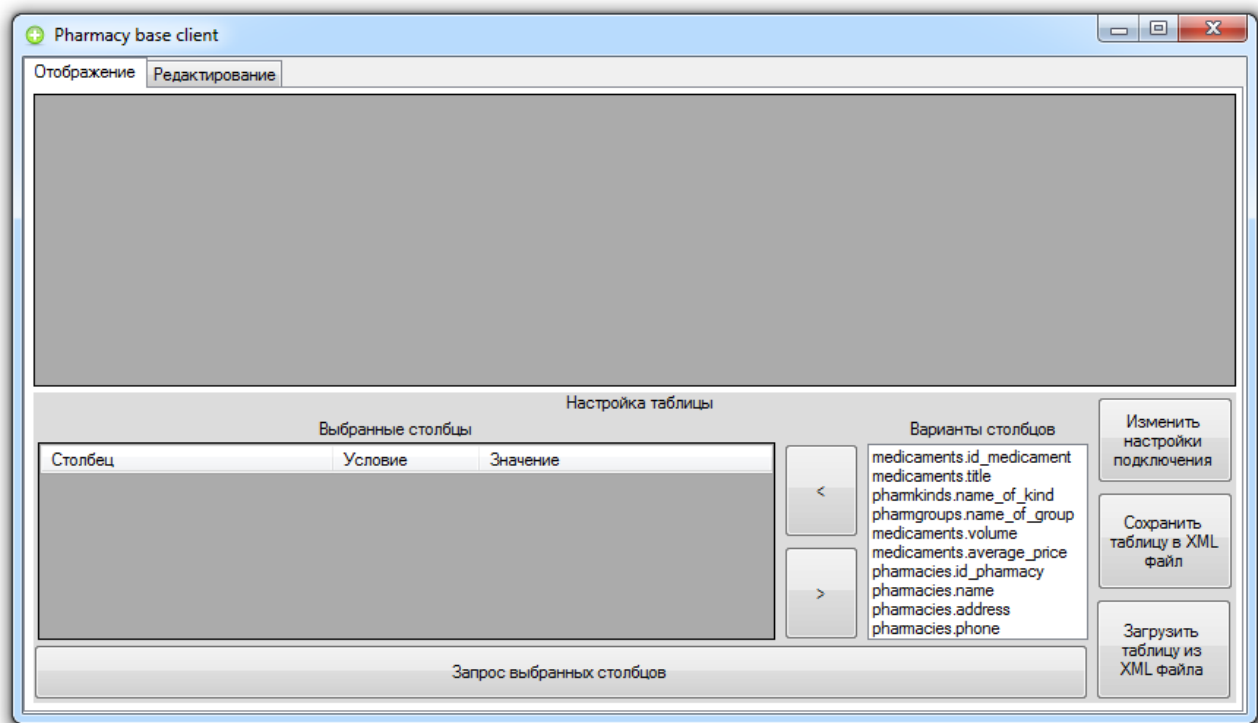 Pharmacy base client
Отображение
Редактирование
Настройка таблицы
Выбранные столбцы
Столбец Условие Значение
<
>
Варианты столбцов
medicaments.id_medicament
medicaments.title
pharmkinds.name_of_kind
pharmgroups.name_of_group
medicaments.volume
medicaments.average_price
pharmacies.id_pharmacy
pharmacies.name
pharmacies.address
pharmacies.phone
Изменить
настройки
подключения
Сохранить
таблицу в XML
файл
Загрузить
таблицу из
XML файла
Запрос выбранных столбцов